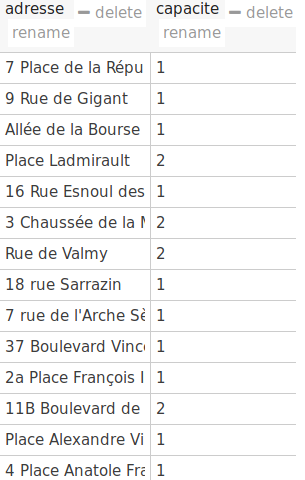 adresse delete capacite delete
rename rename
7 Place de la Répu 1
9 Rue de Gigant 1
Allée de la Bourse 1
Place Ladmirault 2
16 Rue Esnoul des 1
3 Chaussée de la 2
Rue de Valmy 2
18 rue Sarrazin 1
7 rue de l'Arche Sè 1
37 Boulevard Vinc 1
2a Place François 1
11B Boulevard de 2
Place Alexandre Vi 1
4 Place Anatole Fra 1